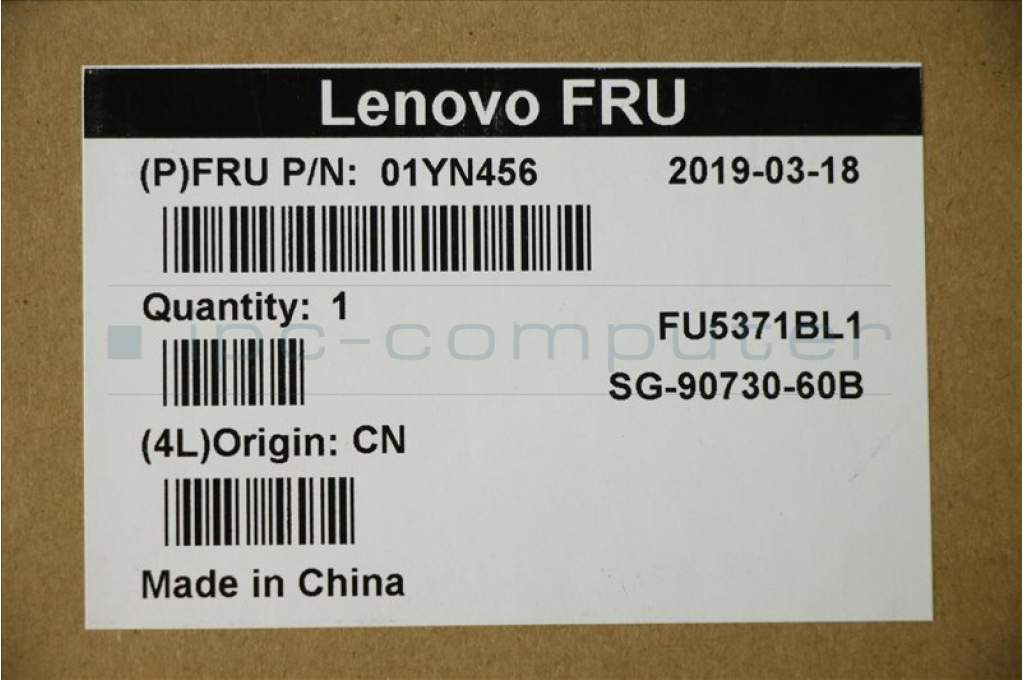 Lenovo FRU
(P)FRU P/N: 01YN456
2019-03-18
Quantity: 1
FU5371BL1
ipc-computer
SG-90730-60B
(4L)Origin: CN
Made in China